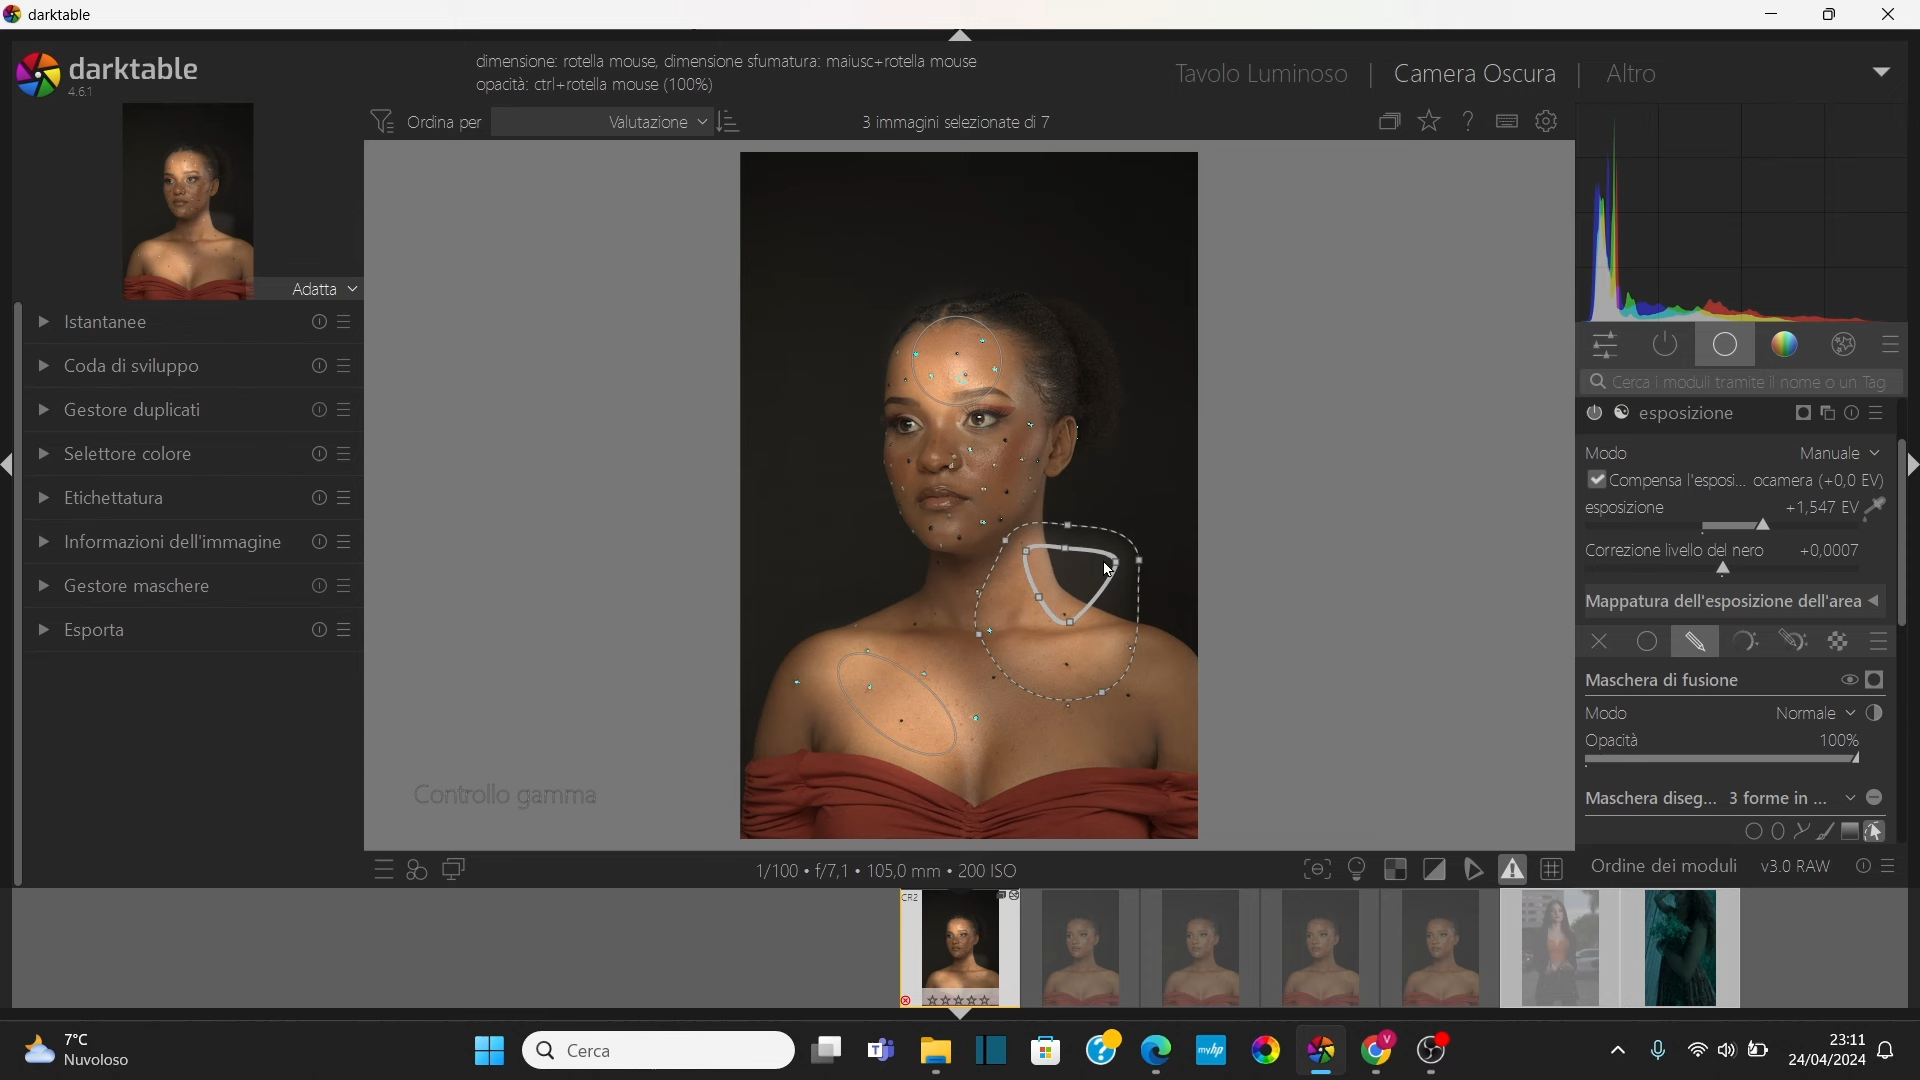 darktable
darktable
4.6.1
dimensione: rotella mouse, dimensione sfumatura: maiusc+rotella mouse
opacità: ctrl+rotella mouse (100%)
Tavolo Luminoso | Camera Oscura | Altro
Ordina per Valutazione
3 immagini selezionate di 7
Adatta
Istantanee
Coda di sviluppo
Gestore duplicati
Selettore colore
Etichettatura
Informazioni dell'immagine
Gestore maschere
Esporta
Controllo gamma
1/100 • f/7,1 • 105,0 mm • 200 ISO
Cerca i moduli tramite il nome o un Tag
esposizione
Modo Manuale
Compensa l'esposi... ocamera (+0,0 EV)
esposizione +1,547 EV
Correzione livello del nero +0,0007
Mappatura dell'esposizione dell'area
Maschera di fusione
Modo Normale
Opacità 100%
Maschera diseg... 3 forme in ...
Ordine dei moduli v3.0 RAW
CR2
7°C
Nuvoloso
Cerca
myhp
V
23:11
24/04/2024